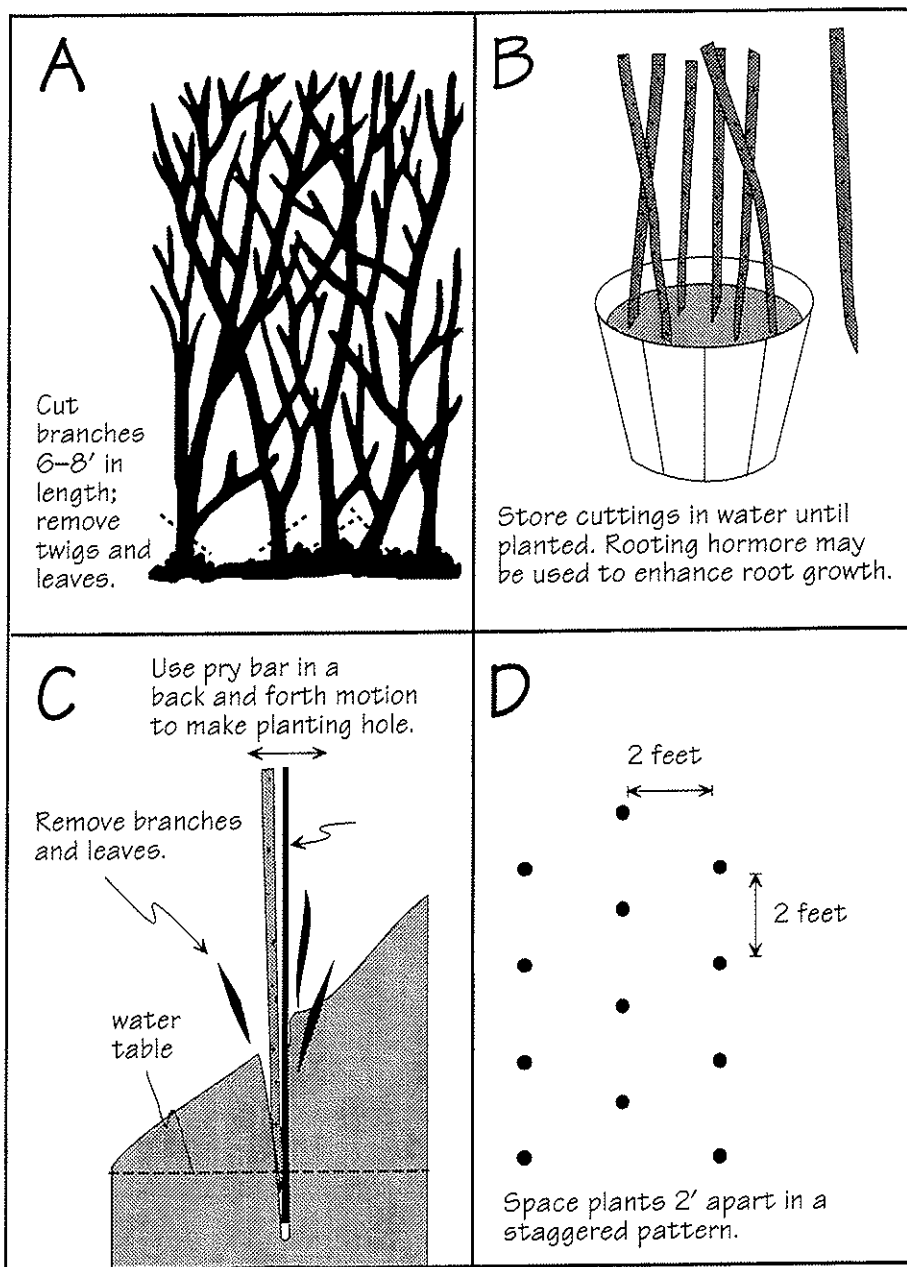 A
Cut
branches
6–8' in
length;
remove
twigs and
leaves.
B
Store cuttings in water until
planted. Rooting hormore may
be used to enhance root growth.
C
Use pry bar in a
back and forth motion
to make planting hole.
Remove branches
and leaves.
water
table
D
2 feet
2 feet
Space plants 2' apart in a
staggered pattern.